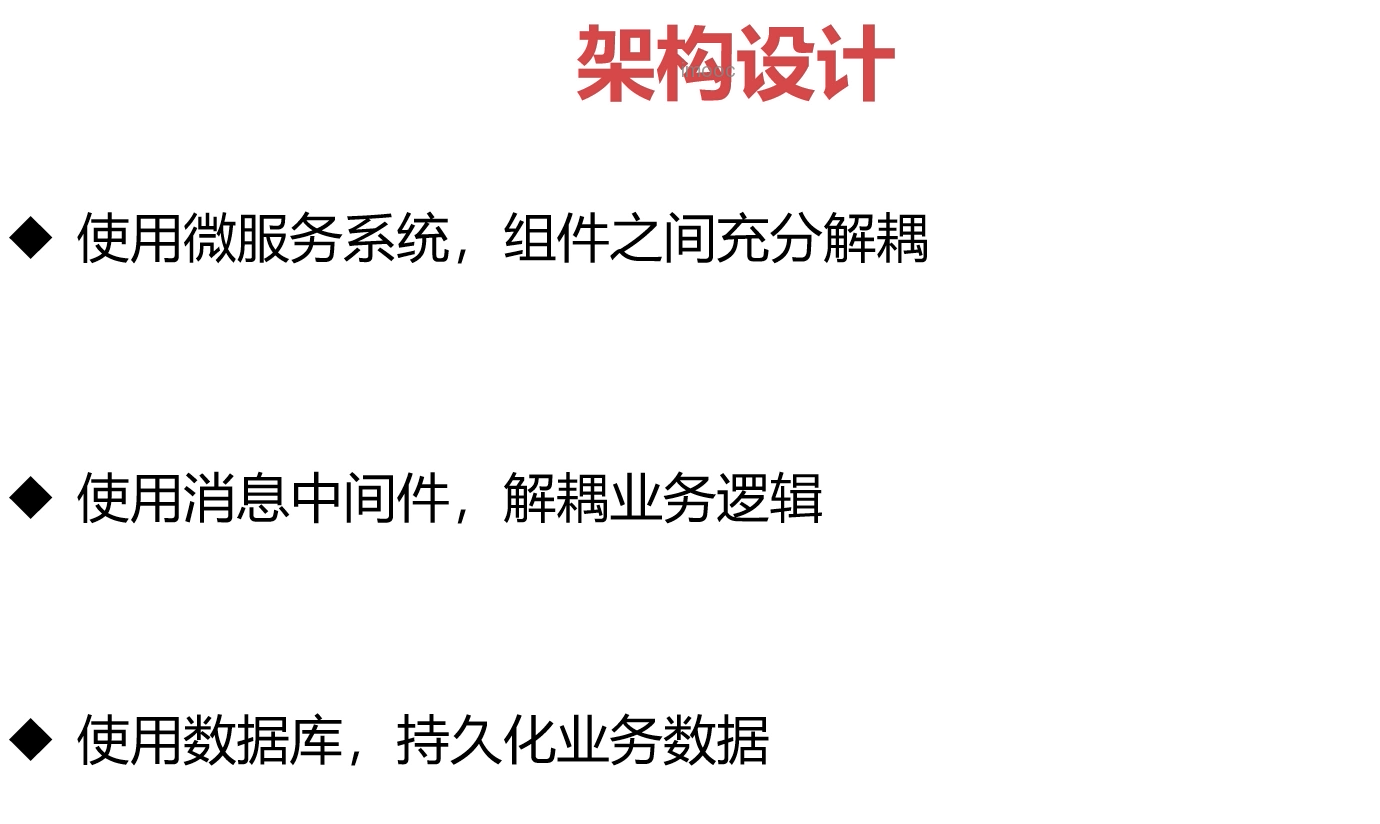 架构设计
imooc
◆ 使用微服务系统，组件之间充分解耦
◆ 使用消息中间件，解耦业务逻辑
◆ 使用数据库，持久化业务数据